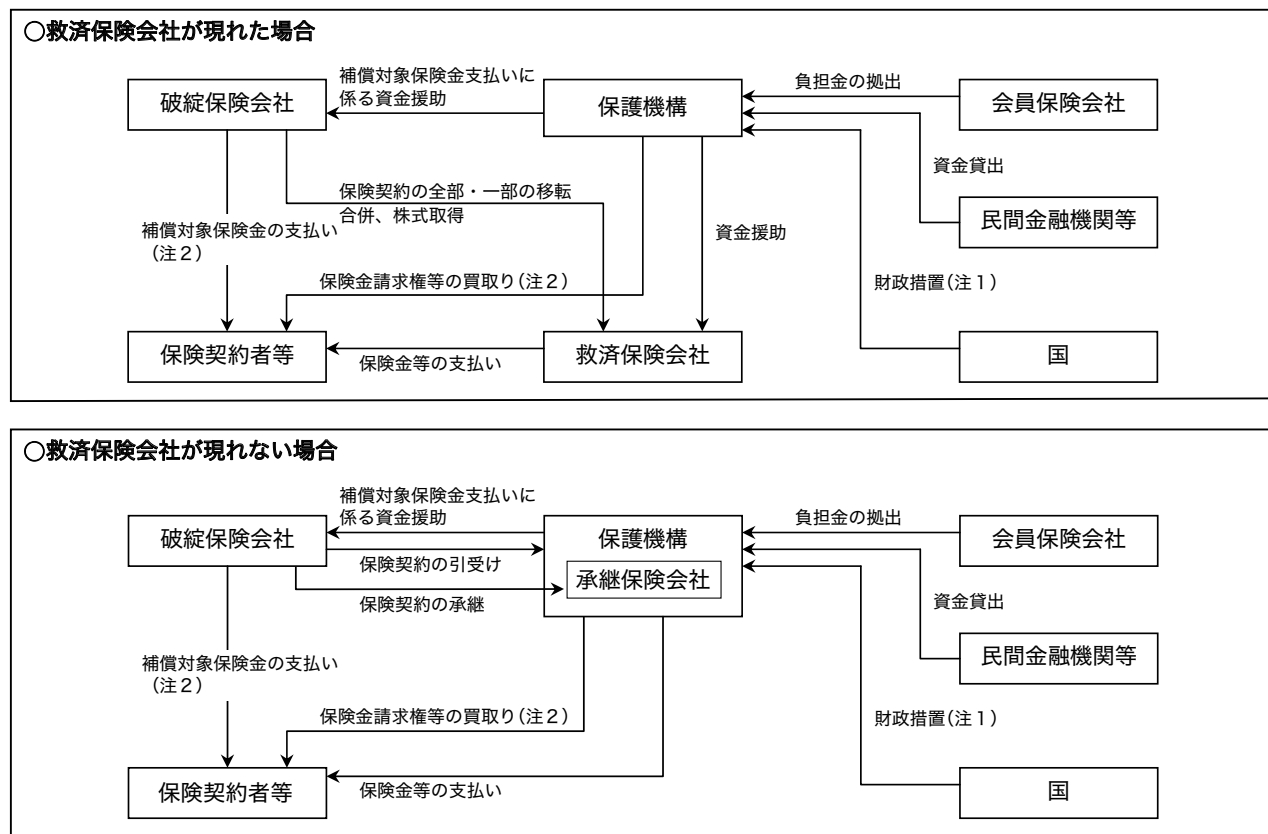 ○救済保険会社が現れた場合
補償対象保険金支払いに
係る資金援助
破綻保険会社
保護機構
負担金の拠出
会員保険会社
資金貸出
保険契約の全部・一部の移転
合併、株式取得
民間金融機関等
補償対象保険金の支払い
(注2)
資金援助
保険金請求権等の買取り(注2)
財政措置(注1)
保険契約者等
保険金等の支払い
救済保険会社
国
○救済保険会社が現れない場合
補償対象保険金支払いに
係る資金援助
破綻保険会社
保護機構
負担金の拠出
会員保険会社
保険契約の引受け
承継保険会社
保険契約の承継
資金貸出
民間金融機関等
補償対象保険金の支払い
(注2)
保険金請求権等の買取り(注2)
財政措置(注1)
保険契約者等
保険金等の支払い
国